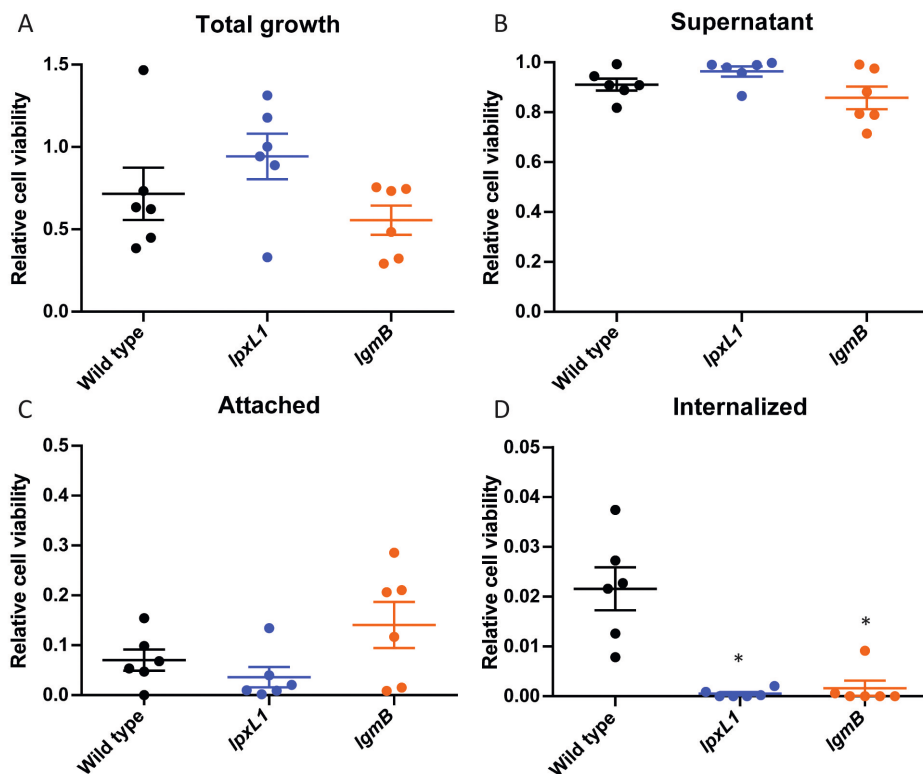 A
Total growth
Relative cell viability
1.5
1.0
0.5
0.0
Wild type
lpxL1
lgmB
B
Supernatant
Relative cell viability
1.0
0.8
0.6
0.4
0.2
0.0
Wild type
lpxL1
lgmB
C
Attached
Relative cell viability
0.5
0.4
0.3
0.2
0.1
0.0
Wild type
lpxL1
lgmB
D
Internalized
Relative cell viability
0.05
0.04
0.03
0.02
0.01
0.00
*
*
Wild type
lpxL1
lgmB